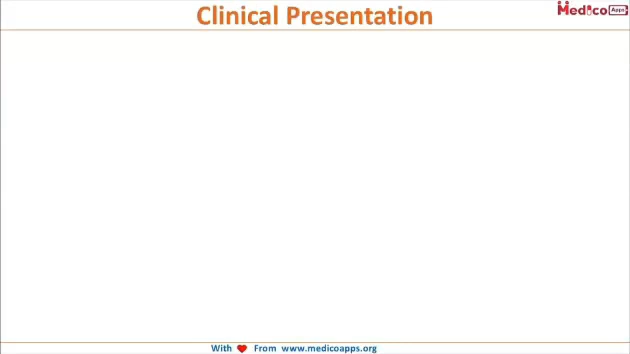 Clinical Presentation
Medico Apps
With ❤ From www.medicoapps.org